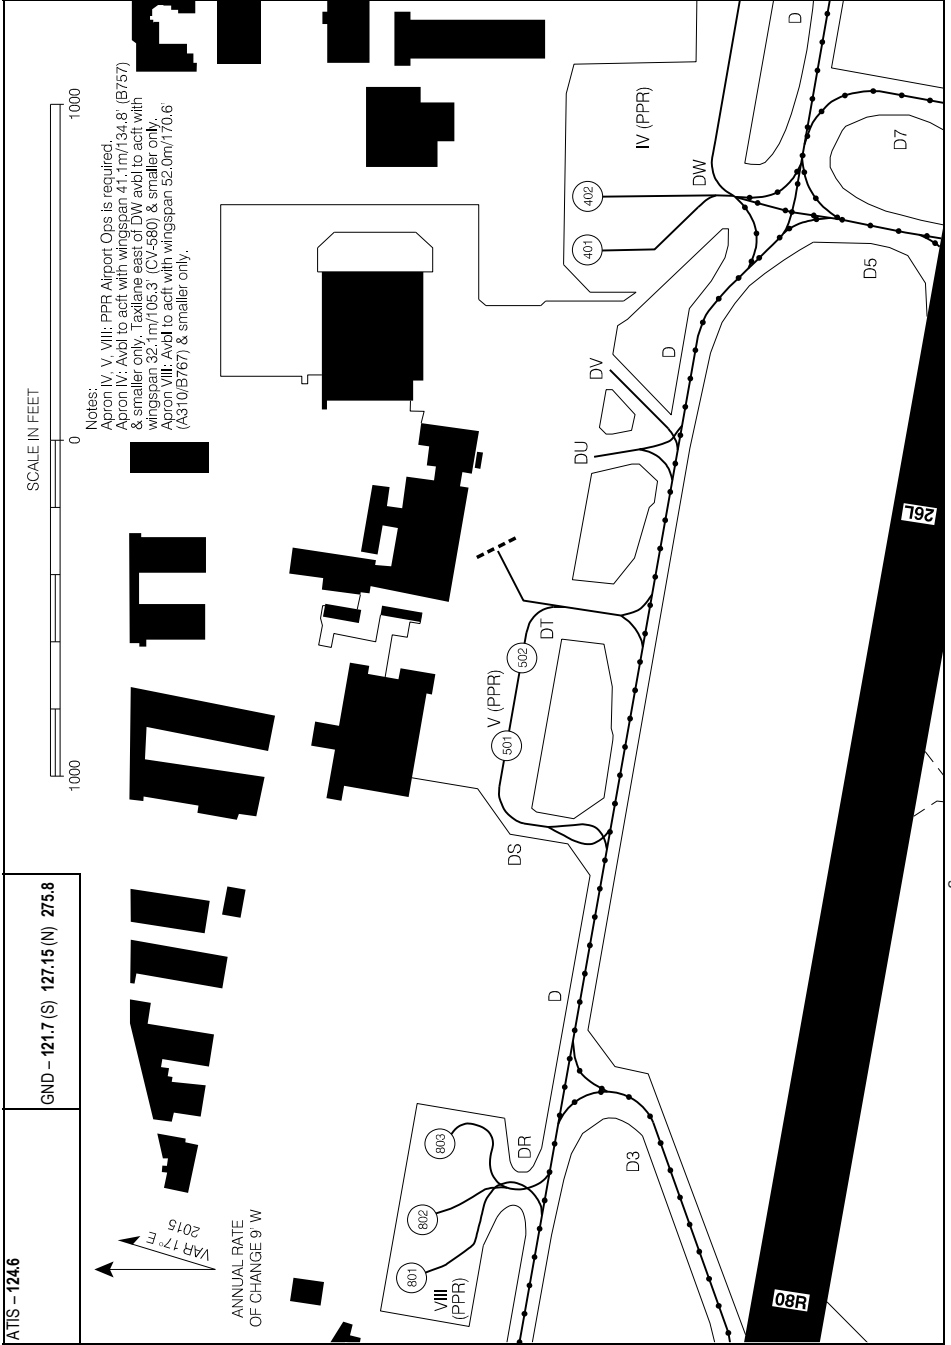 ATIS – 124.6
GND – 121.7 (S) 127.15 (N) 275.8
SCALE IN FEET
1000
0
1000
Notes:
Apron IV, V, VIII: PPR Airport Ops is required.
Apron IV: Avbl to acft with wingspan 41.1m/134.8' (B757)
& smaller only. Taxilane east of DW avbl to acft with
wingspan 32.1m/105.3' (CV-580) & smaller only.
Apron VIII: Avbl to acft with wingspan 52.0m/170.6'
(A310/B767) & smaller only.
VAR 17° E
2015
ANNUAL RATE
OF CHANGE 9' W
VIII
(PPR)
801
802
803
DR
D3
D
DS
V (PPR)
501
502
DT
DU
DV
D
401
402
IV (PPR)
DW
D
D5
D7
08R
26L